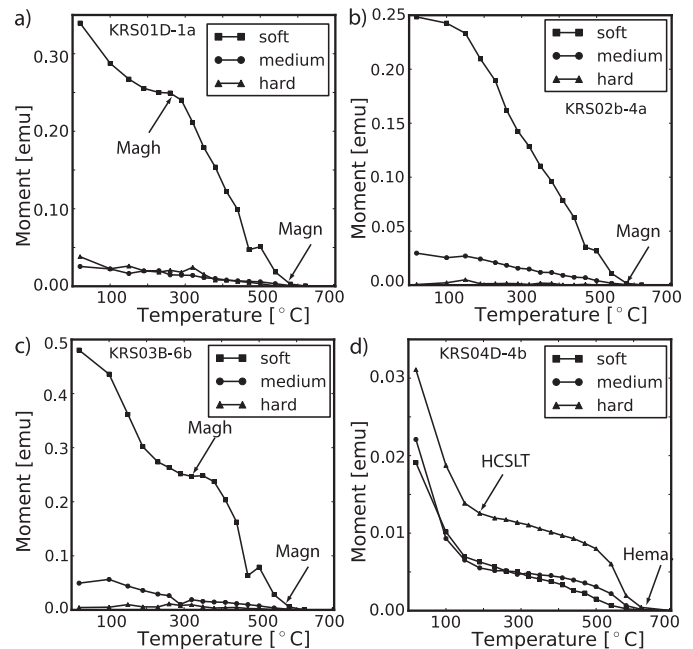 a)
KRS01D-1a
soft
medium
hard
Magh
Magn
Moment [emu]
0.30
0.20
0.10
0.00
100 300 500 700
Temperature [°C]
b)
soft
medium
hard
KRS02b-4a
Magn
Moment [emu]
0.25
0.20
0.15
0.10
0.05
0.00
100 300 500 700
Temperature [°C]
c)
KRS03B-6b
soft
medium
hard
Magh
Magn
Moment [emu]
0.5
0.4
0.3
0.2
0.1
0.0
100 300 500 700
Temperature [°C]
d)
KRS04D-4b
soft
medium
hard
HCSLT
Hema
Moment [emu]
0.03
0.02
0.01
0.00
100 300 500 700
Temperature [°C]